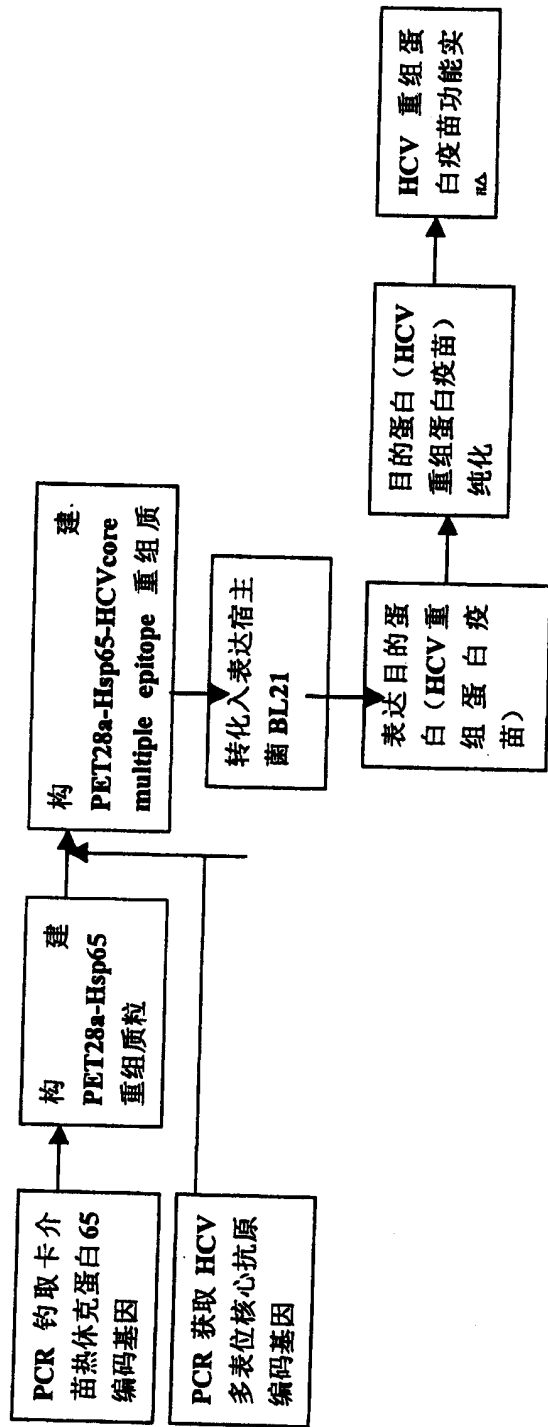 PCR 钓取卡介
苗热休克蛋白65
编码基因
PCR 获取 HCV
多表位核心抗原
编码基因
构 建
PET28a-Hsp65
重组质粒
构 建
PET28a-Hsp65-HCVcore
multiple epitope 重组质
转化入表达宿主
菌 BL21
表达目的蛋
白（HCV 重
组蛋白疫
苗）
目的蛋白（HCV
重组蛋白疫苗）
纯化
HCV 重组蛋
白疫苗功能实